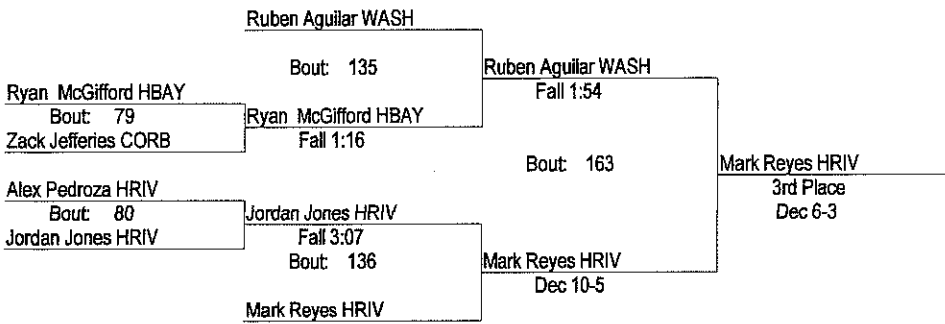 Ruben Aguilar WASH
Bout: 135
Ruben Aguilar WASH
Fall 1:54
Ryan McGifford HBAY
Bout: 79
Zack Jefferies CORB
Ryan McGifford HBAY
Fall 1:16
Bout: 163
Mark Reyes HRIV
3rd Place
Dec 6-3
Alex Pedroza HRIV
Bout: 80
Jordan Jones HRIV
Jordan Jones HRIV
Fall 3:07
Bout: 136
Mark Reyes HRIV
Dec 10-5
Mark Reyes HRIV